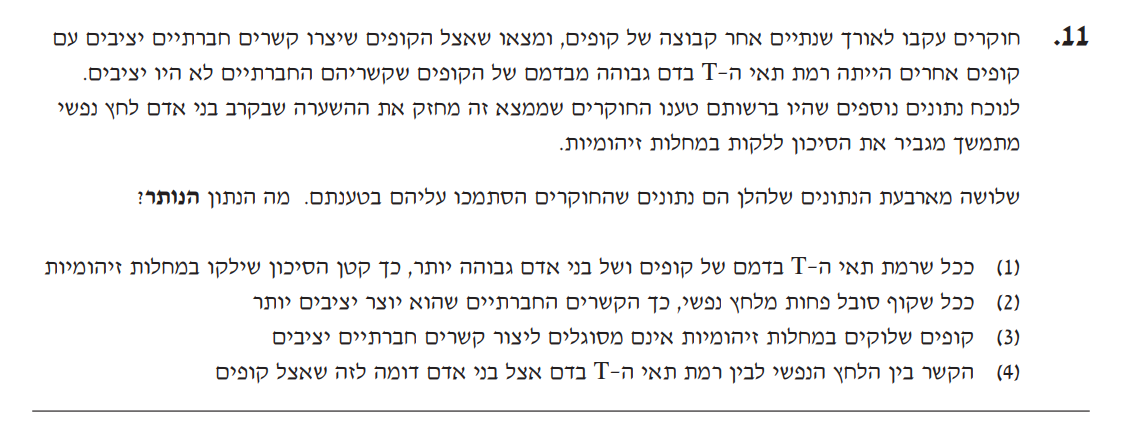 11. חוקרים עקבו לאורך שנתיים אחר קבוצה של קופים, ומצאו שאצל הקופים שיצרו קשרים חברתיים יציבים עם
קופים אחרים הייתה רמת תאי ה-T בדם גבוהה מבדמם של הקופים שקשריהם החברתיים לא היו יציבים.
לנוכח נתונים נוספים שהיו ברשותם טענו החוקרים שממצא זה מחזק את ההשערה שבקרב בני אדם לחץ נפשי
מתמשך מגביר את הסיכון ללקות במחלות זיהומיות.
שלושה מארבעת הנתונים שלהלן הם נתונים שהחוקרים הסתמכו עליהם בטענתם. מה הנתון הנותר?
(1) ככל שרמת תאי ה-T בדמם של קופים ושל בני אדם גבוהה יותר, כך קטן הסיכון שילקו במחלות זיהומיות
(2) ככל שקוף סובל פחות מלחץ נפשי, כך הקשרים החברתיים שהוא יוצר יציבים יותר
(3) קופים שלוקים במחלות זיהומיות אינם מסוגלים ליצור קשרים חברתיים יציבים
(4) הקשר בין הלחץ הנפשי לבין רמת תאי ה-T בדם אצל בני אדם דומה לזה שאצל קופים